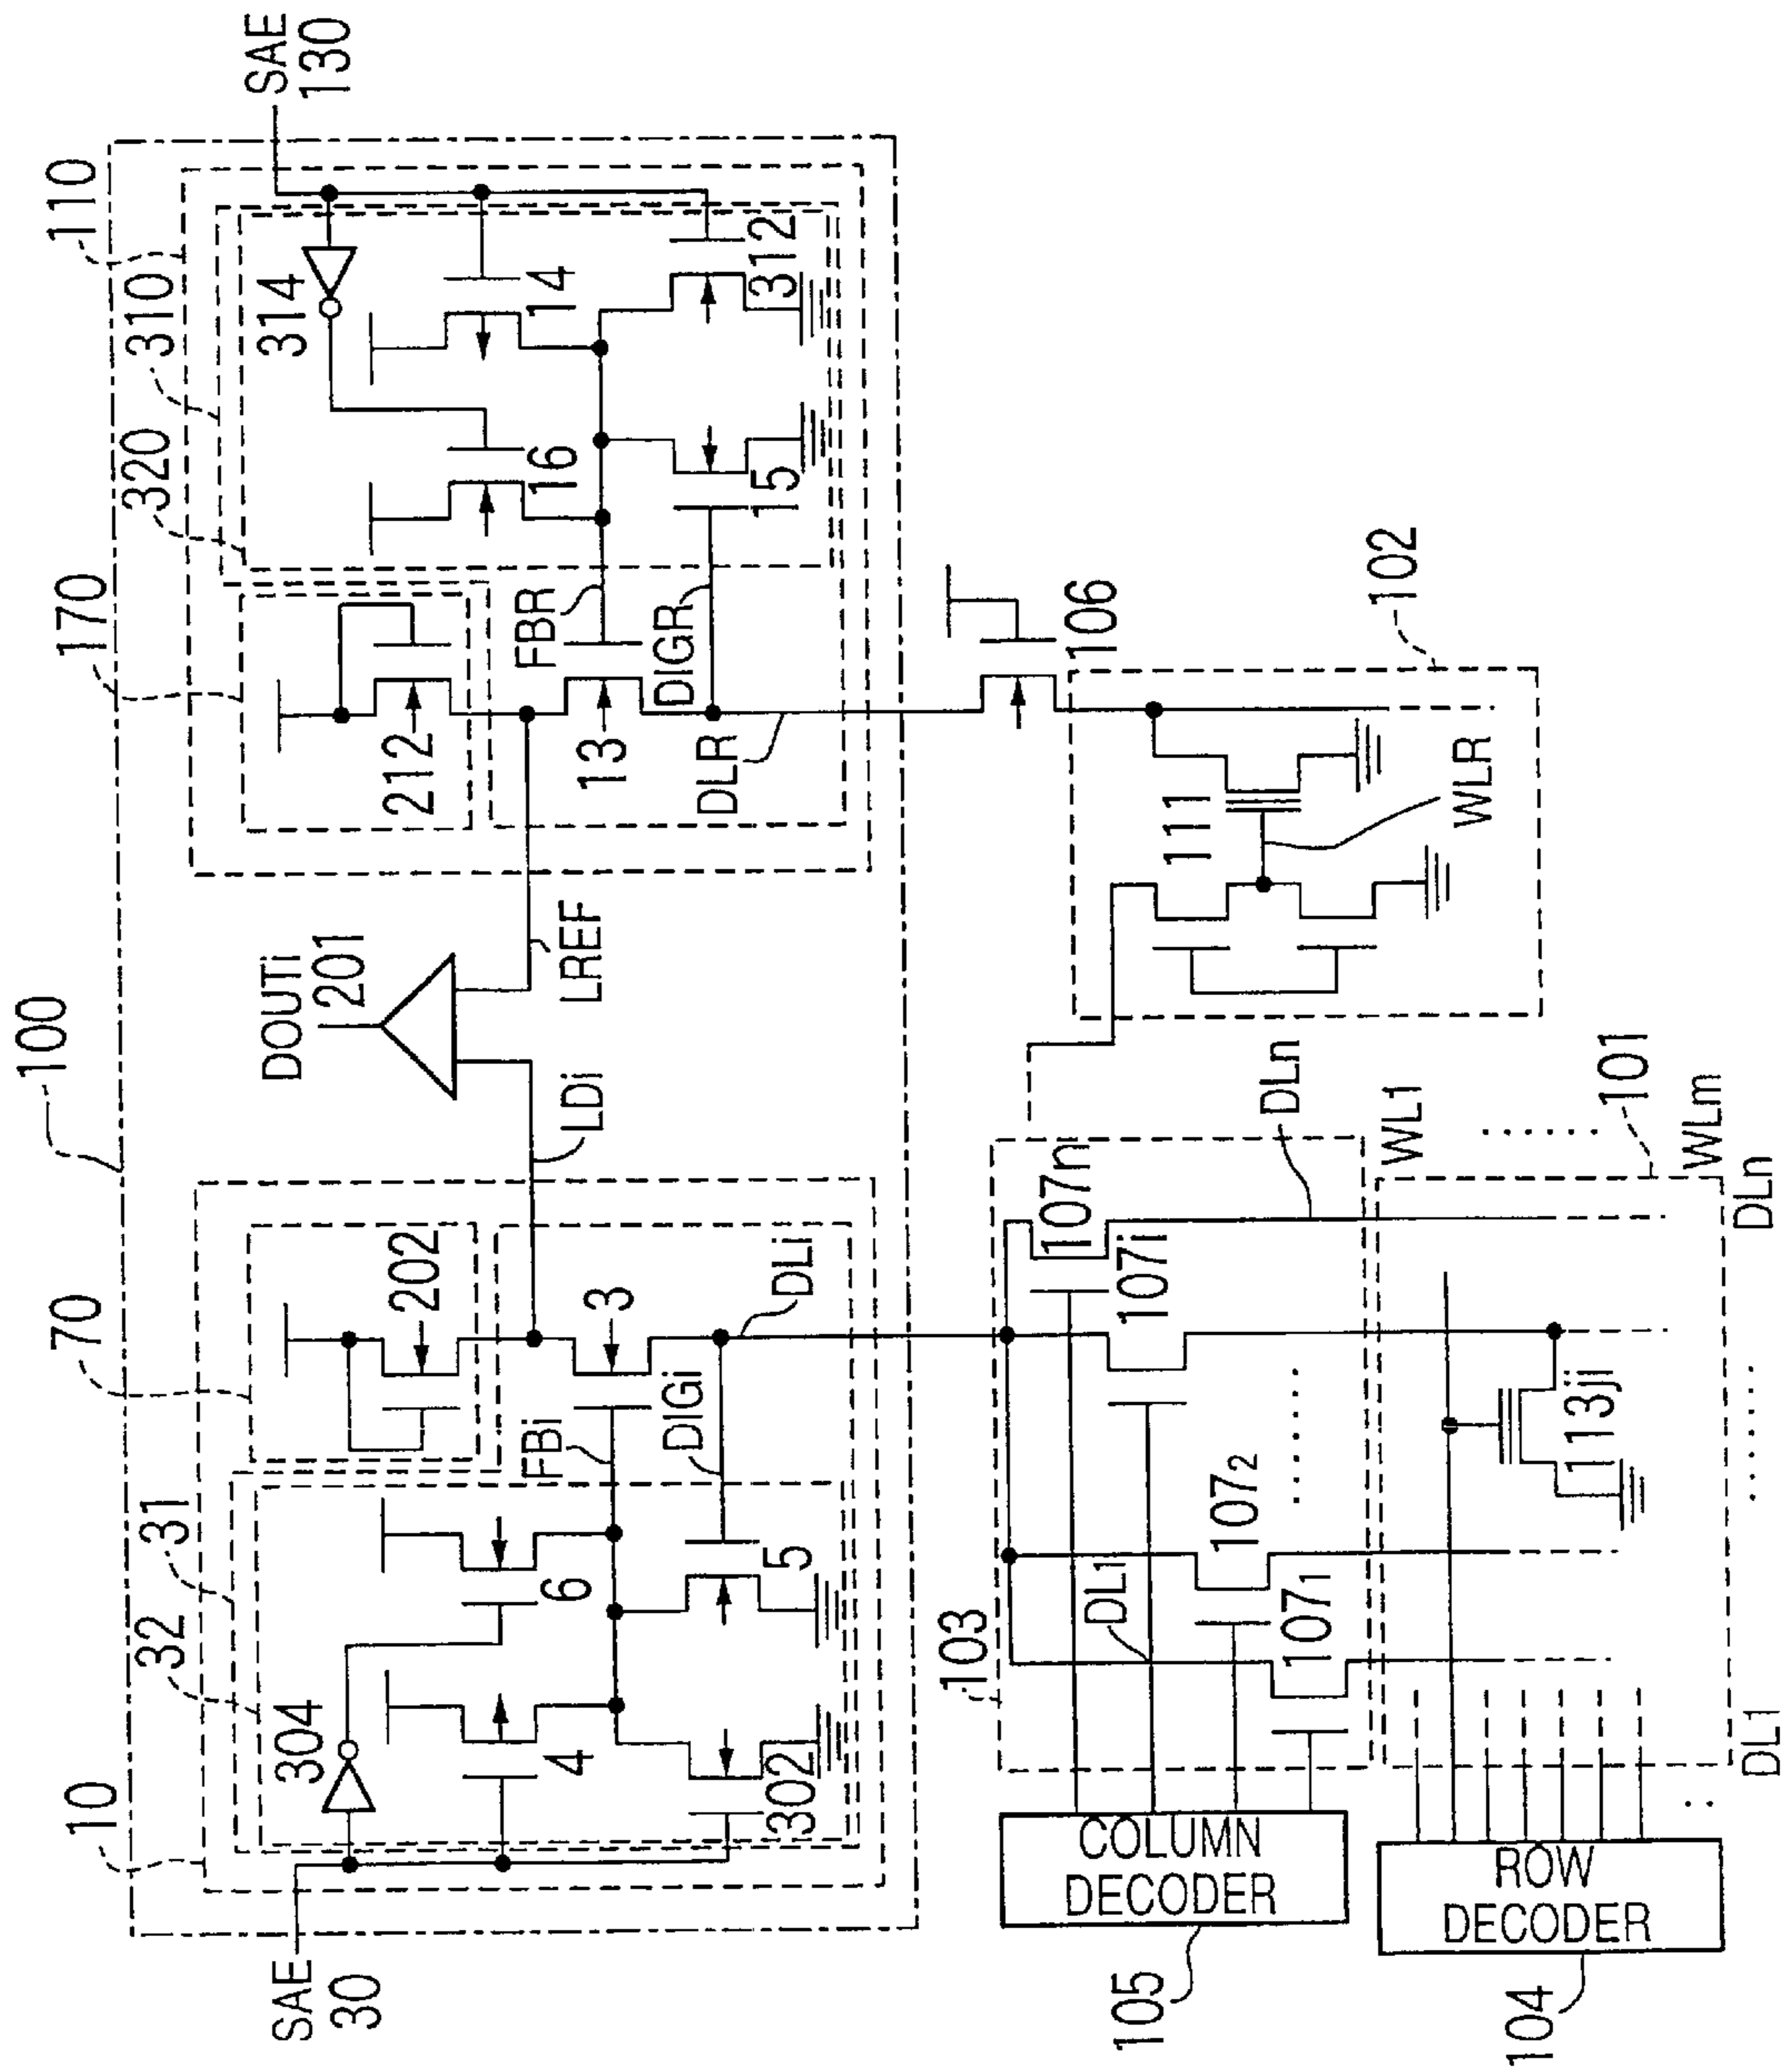 100
10
32
31
70
110
310
320
170
SAE
30
304
4
6
302
5
FBi
DIGi
202
3
DLi
LDi
DOUTi
201
LREF
212
13
FBR
DIGR
DLR
16
15
314
14
312
SAE
130
106
102
111
WLR
103
DL1
107₁
107₂
107i
107n
DLn
......
COLUMN
DECODER
105
ROW
DECODER
104
WL1
......
WLm
101
113ji
DL1
..
......
DLn